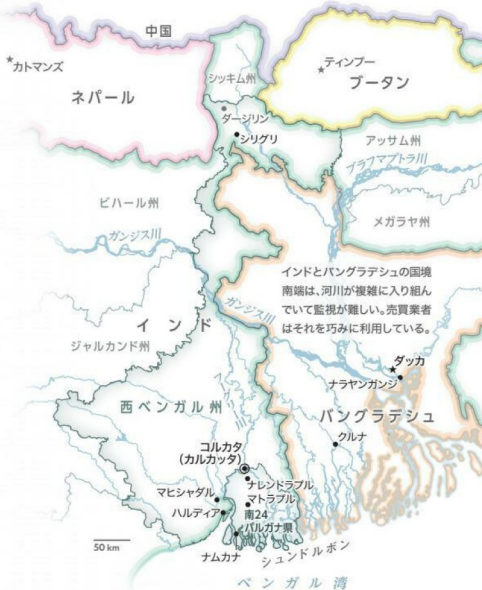 中国
カトマンズ
ネパール
シッキム州
ティンプー
ブータン
ダージリン
シリグリ
アッサム州
ブラフマプトラ川
ビハール州
メガラヤ州
ガンジス川
インドとバングラデシュの国境
南端は、河川が複雑に入り組ん
でいて監視が難しい。売買業者
はそれを巧みに利用している。
ガンジス川
インド
ジャルカンド州
ダッカ
ナラヤンガンジ
西ベンガル州
バングラデシュ
クルナ
コルカタ
(カルカッタ)
ナレンドラプル
マヒシャダル
マトラプル
ハルディア
南24
パルガナ県
50 km
ナムカナ
シュンドルボン
ベンガル湾